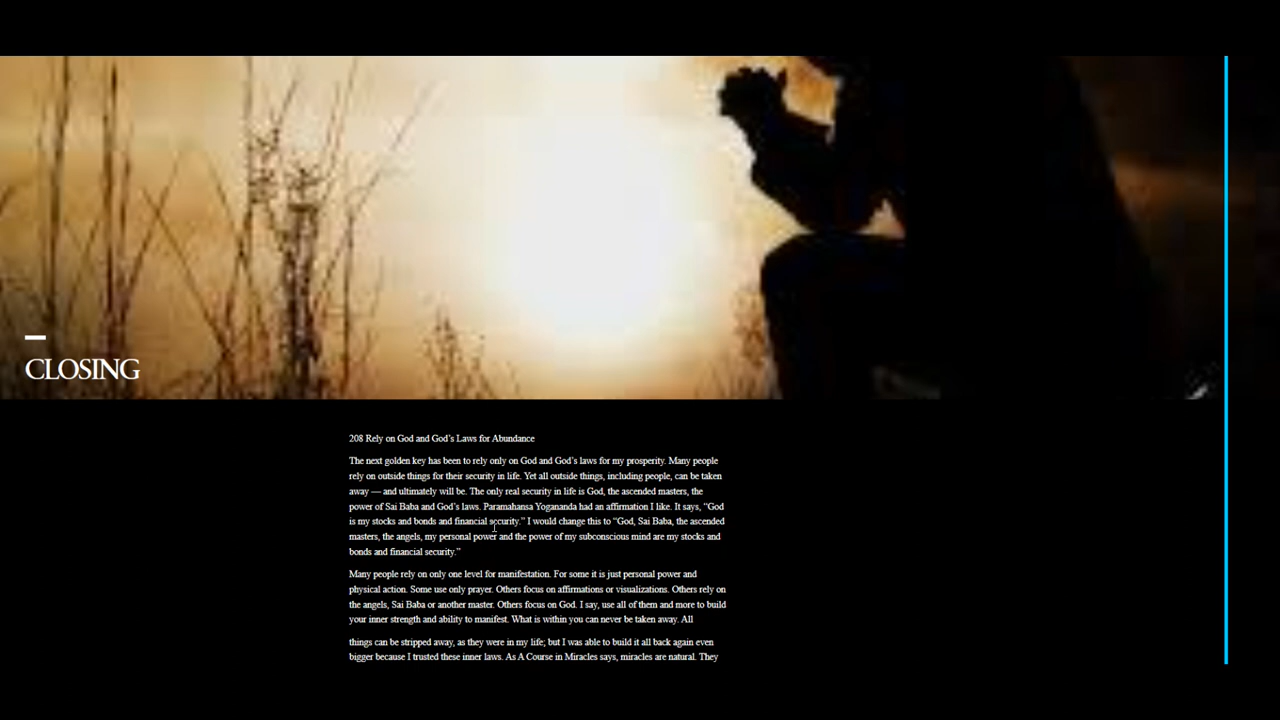 CLOSING
208 Rely on God and God's Laws for Abundance
The next golden key has been to rely only on God and God's laws for my prosperity. Many people
rely on outside things for their security in life. Yet all outside things, including people, can be taken
away — and ultimately will be. The only real security in life is God, the ascended masters, the
power of Sai Baba and God's laws. Paramahansa Yogananda had an affirmation I like. It says, “God
is my stocks and bonds and financial security.” I would change this to “God, Sai Baba, the ascended
masters, the angels, my personal power and the power of my subconscious mind are my stocks and
bonds and financial security.”
Many people rely on only one level for manifestation. For some it is just personal power and
physical action. Some use only prayer. Others focus on affirmations or visualizations. Others rely on
the angels, Sai Baba or another master. Others focus on God. I say, use all of them and more to build
your inner strength and ability to manifest. What is within you can never be taken away. All
things can be stripped away, as they were in my life; but I was able to build it all back again even
bigger because I trusted these inner laws. As A Course in Miracles says, miracles are natural. They